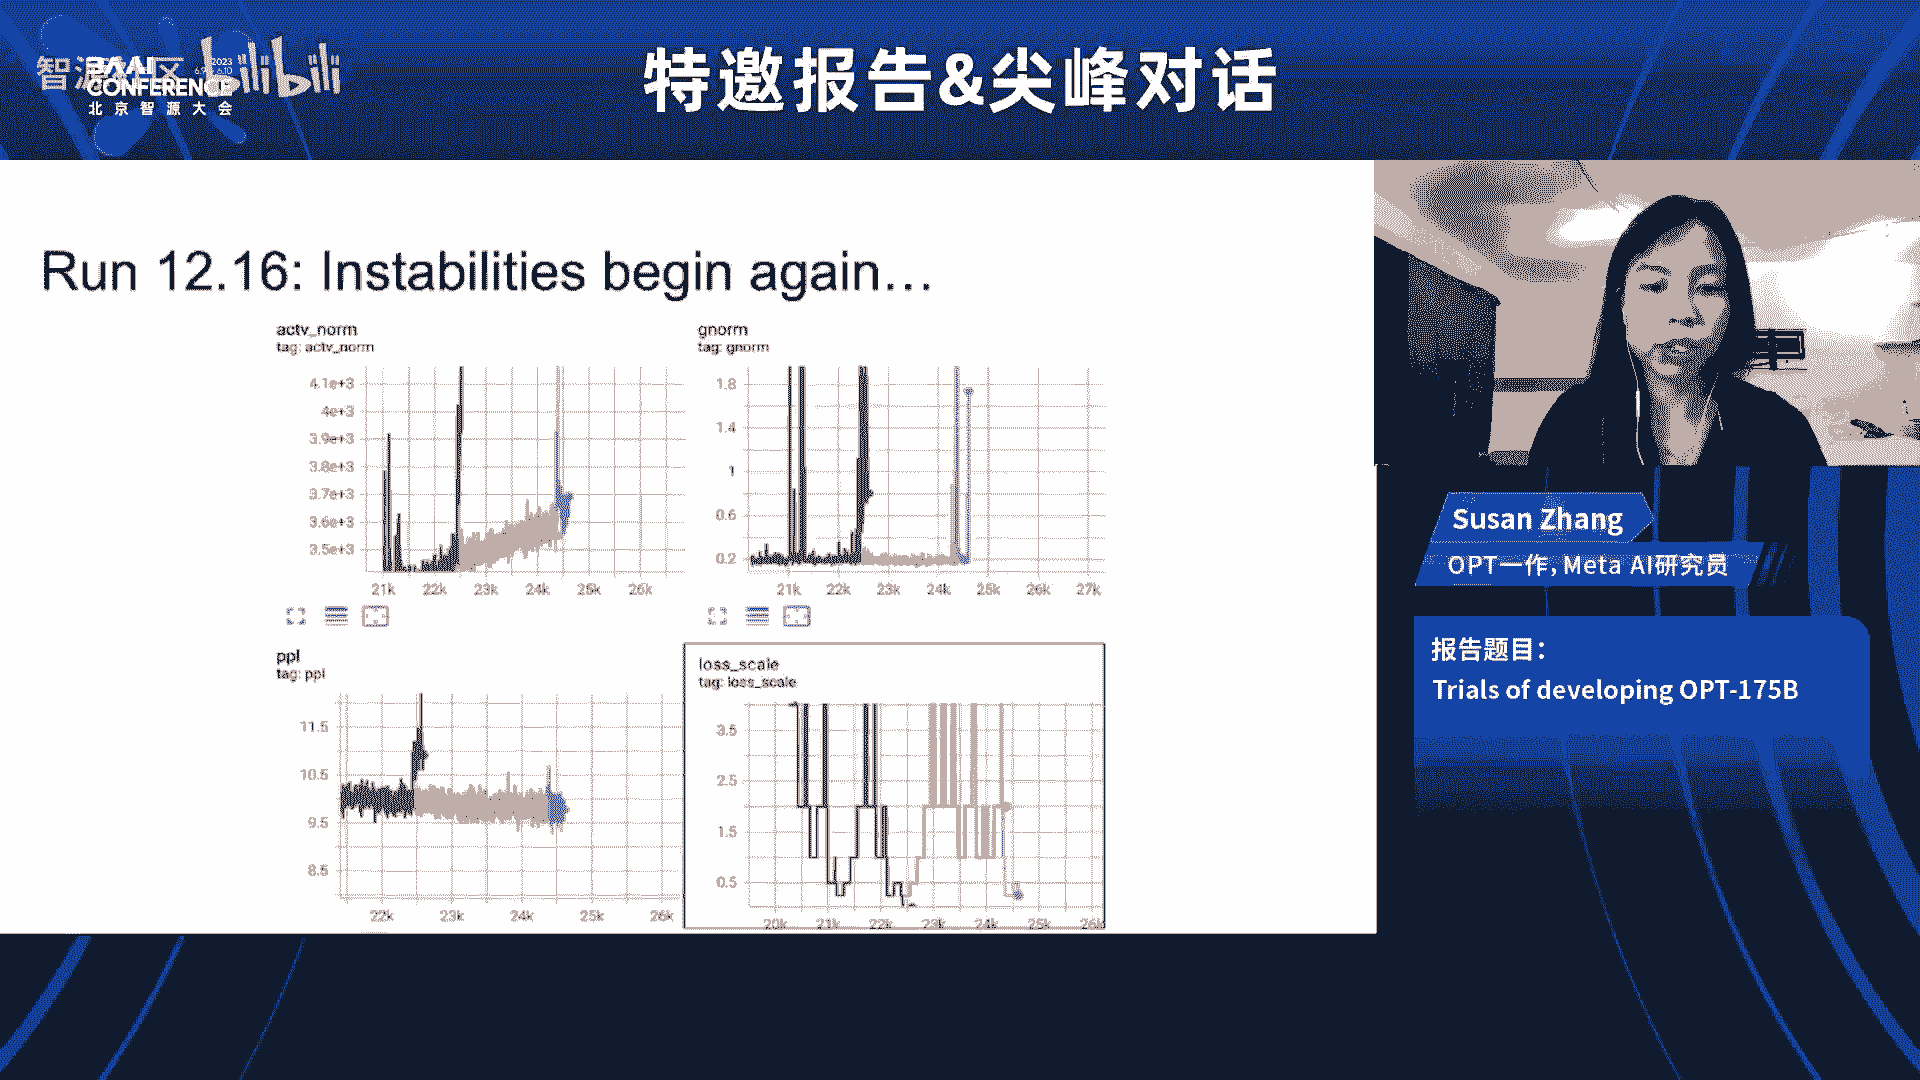 智源社区 bilibili
BAAI 2023
6.9-6.10
CONFERENCE
北京智源大会
特邀报告&尖峰对话
Run 12.16: Instabilities begin again…
actv_norm
tag: actv_norm
4.1e+3
4e+3
3.9e+3
3.8e+3
3.7e+3
3.6e+3
3.5e+3
21k 22k 23k 24k 25k 26k
gnorm
tag: gnorm
1.8
1.4
1
0.6
0.2
21k 22k 23k 24k 25k 26k 27k
ppl
tag: ppl
11.5
10.5
9.5
8.5
22k 23k 24k 25k 26k
loss_scale
tag: loss_scale
3.5
2.5
1.5
0.5
20k 21k 22k 23k 24k 25k 26k
Susan Zhang
OPT一作, Meta AI研究员
报告题目：
Trials of developing OPT-175B